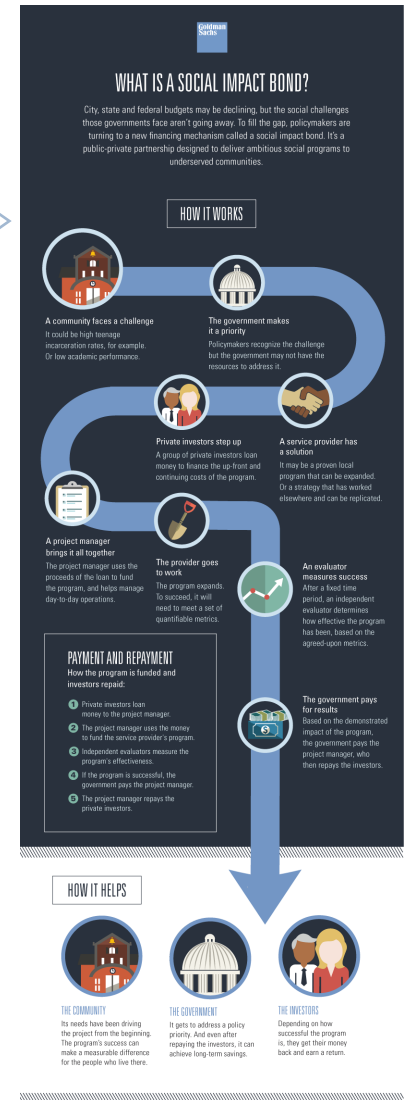 Goldman
Sachs
WHAT IS A SOCIAL IMPACT BOND?
City, state and federal budgets may be declining, but the social challenges
those governments face aren't going away. To fill the gap, policymakers are
turning to a new financing mechanism called a social impact bond. It's a
public-private partnership designed to deliver ambitious social programs to
underserved communities.
HOW IT WORKS
A community faces a challenge
It could be high teenage
incarceration rates, for example.
Or low academic performance.
The government makes
it a priority
Policymakers recognize the challenge
but the government may not have the
resources to address it.
Private investors step up
A group of private investors loan
money to finance the up-front and
continuing costs of the program.
A service provider has
a solution
It may be a proven local
program that can be expanded.
Or a strategy that has worked
elsewhere and can be replicated.
A project manager
brings it all together
The project manager uses the
proceeds of the loan to fund
the program, and helps manage
day-to-day operations.
The provider goes
to work
The program expands.
To succeed, it will
need to meet a set of
quantifiable metrics.
An evaluator
measures success
After a fixed time
period, an independent
evaluator determines
how effective the program
has been, based on the
agreed-upon metrics.
PAYMENT AND REPAYMENT
How the program is funded and
investors repaid:
1 Private investors loan
money to the project manager.
2 The project manager uses the money
to fund the service provider's program.
3 Independent evaluators measure the
program's effectiveness.
4 If the program is successful, the
government pays the project manager.
5 The project manager repays the
private investors.
The government pays
for results
Based on the demonstrated
impact of the program,
the government pays the
project manager, who
then repays the investors.
$
HOW IT HELPS
THE COMMUNITY
Its needs have been driving
the project from the beginning.
The program's success can
make a measurable difference
for the people who live there.
THE GOVERNMENT
It gets to address a policy
priority. And even after
repaying the investors, it can
achieve long-term savings.
THE INVESTORS
Depending on how
successful the program
is, they get their money
back and earn a return.